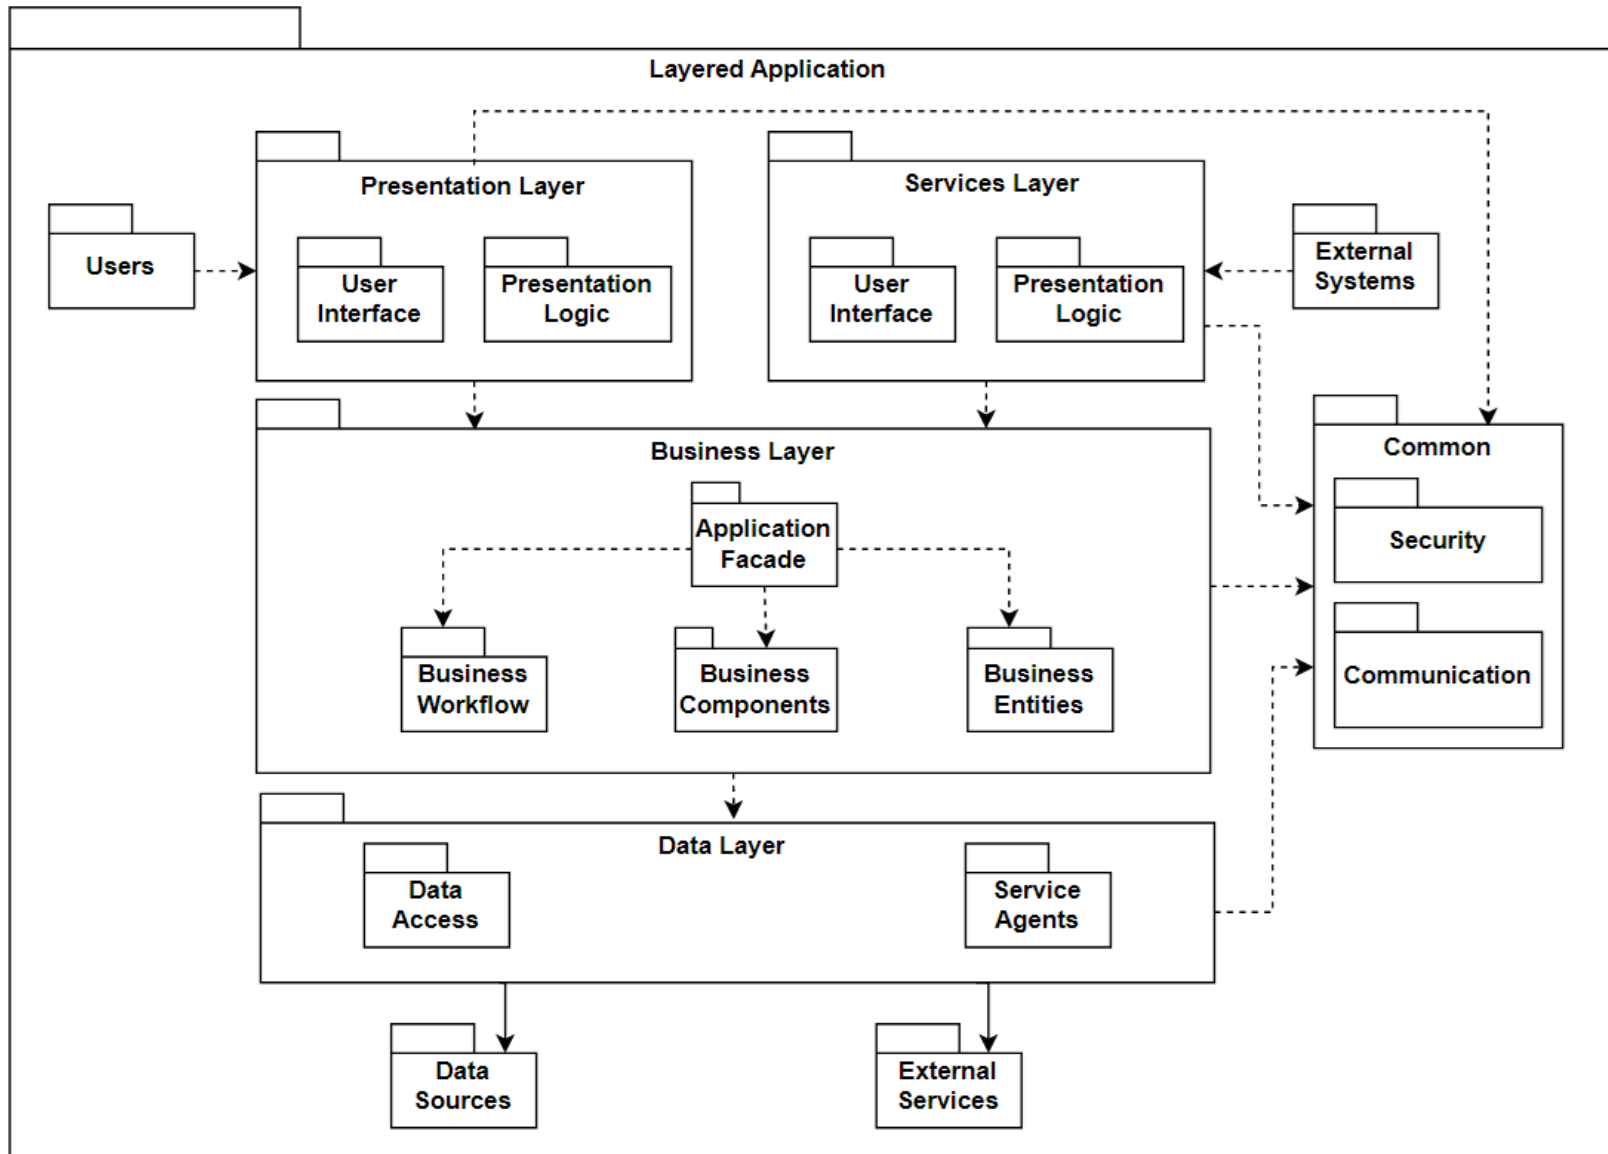 Layered Application
Presentation Layer
Services Layer
Users
User
Interface
Presentation
Logic
User
Interface
Presentation
Logic
External
Systems
Business Layer
Common
Application
Facade
Security
Business
Workflow
Business
Components
Business
Entities
Communication
Data Layer
Data
Access
Service
Agents
Data
Sources
External
Services